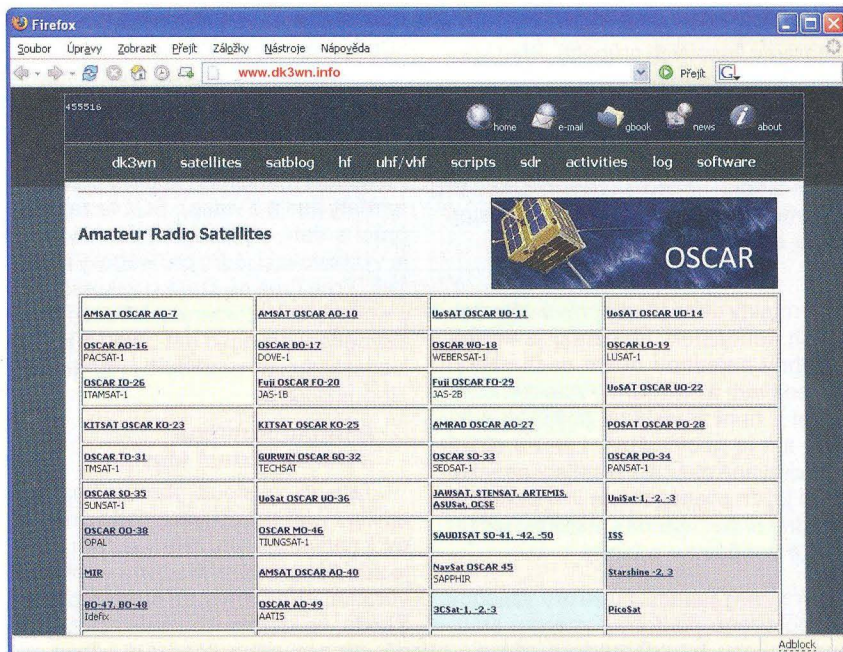 Firefox
Soubor Úpravy Zobrazit Přejít Záložky Nástroje Nápověda
www.dk3wn.info Přejít G
455516
home e-mail gbook news about
dk3wn satellites satblog hf uhf/vhf scripts sdr activities log software
Amateur Radio Satellites
OSCAR
AMSAT OSCAR AO-7 AMSAT OSCAR AO-10 UoSAT OSCAR UO-11 UoSAT OSCAR UO-14
OSCAR AO-16 OSCAR DO-17 OSCAR WO-18 OSCAR LO-19
PACSAT-1 DOVE-1 WEBERSAT-1 LUSAT-1
OSCAR IO-26 Fuji OSCAR FO-20 Fuji OSCAR FO-29 UoSAT OSCAR UO-22
ITAMSAT-1 JAS-1B JAS-2B
KITSAT OSCAR KO-23 KITSAT OSCAR KO-25 AMRAD OSCAR AO-27 POSAT OSCAR PO-28
OSCAR TO-31 GURWIN OSCAR GO-32 OSCAR SO-33 OSCAR PO-34
TMSAT-1 TECHSAT SEDSAT-1 PANSAT-1
OSCAR SO-35 UoSat OSCAR UO-36 JAWSAT, STENSAT, ARTEMIS, UniSat-1, -2, -3
SUNSAT-1 ASUSat, OCSE
OSCAR OO-38 OSCAR MO-46 SAUDISAT SO-41, -42, -50 ISS
OPAL TIUNGSAT-1
MIR AMSAT OSCAR AO-40 NavSat OSCAR 45 Starshine -2, 3
SAPPHIR
BO-47, BO-48 OSCAR AO-49 3CSat-1, -2,-3 PicoSat
Idefix AATIS
Adblock